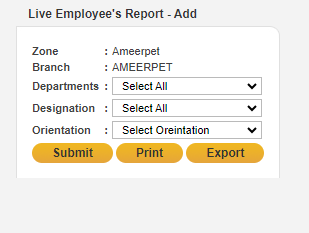 Live Employee's Report - Add
Zone : Ameerpet
Branch : AMEERPET
Departments : Select All
Designation : Select All
Orientation : Select Oreintation
Submit Print Export